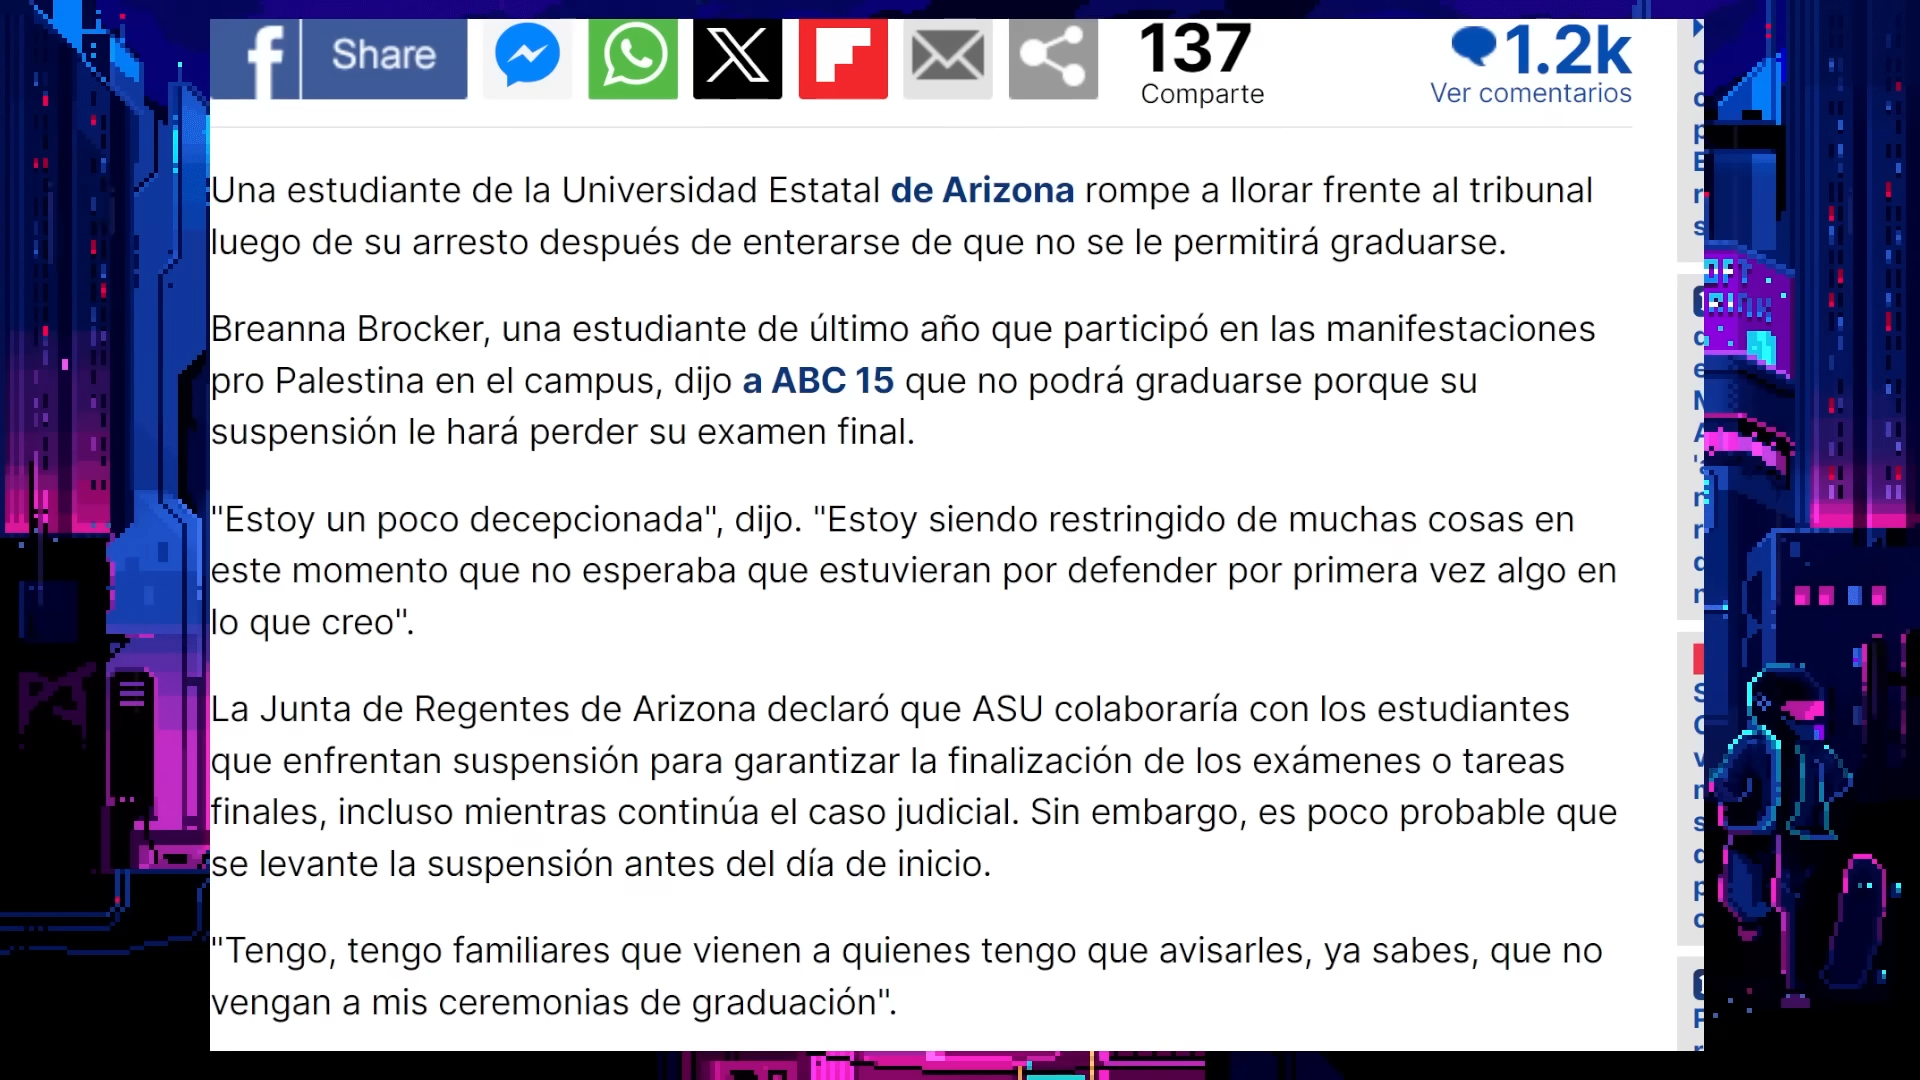 Share
137
Comparte
1.2k
Ver comentarios
Una estudiante de la Universidad Estatal de Arizona rompe a llorar frente al tribunal
luego de su arresto después de enterarse de que no se le permitirá graduarse.
Breanna Brocker, una estudiante de último año que participó en las manifestaciones
pro Palestina en el campus, dijo a ABC 15 que no podrá graduarse porque su
suspensión le hará perder su examen final.
"Estoy un poco decepcionada", dijo. "Estoy siendo restringido de muchas cosas en
este momento que no esperaba que estuvieran por defender por primera vez algo en
lo que creo".
La Junta de Regentes de Arizona declaró que ASU colaboraría con los estudiantes
que enfrentan suspensión para garantizar la finalización de los exámenes o tareas
finales, incluso mientras continúa el caso judicial. Sin embargo, es poco probable que
se levante la suspensión antes del día de inicio.
"Tengo, tengo familiares que vienen a quienes tengo que avisarles, ya sabes, que no
vengan a mis ceremonias de graduación".